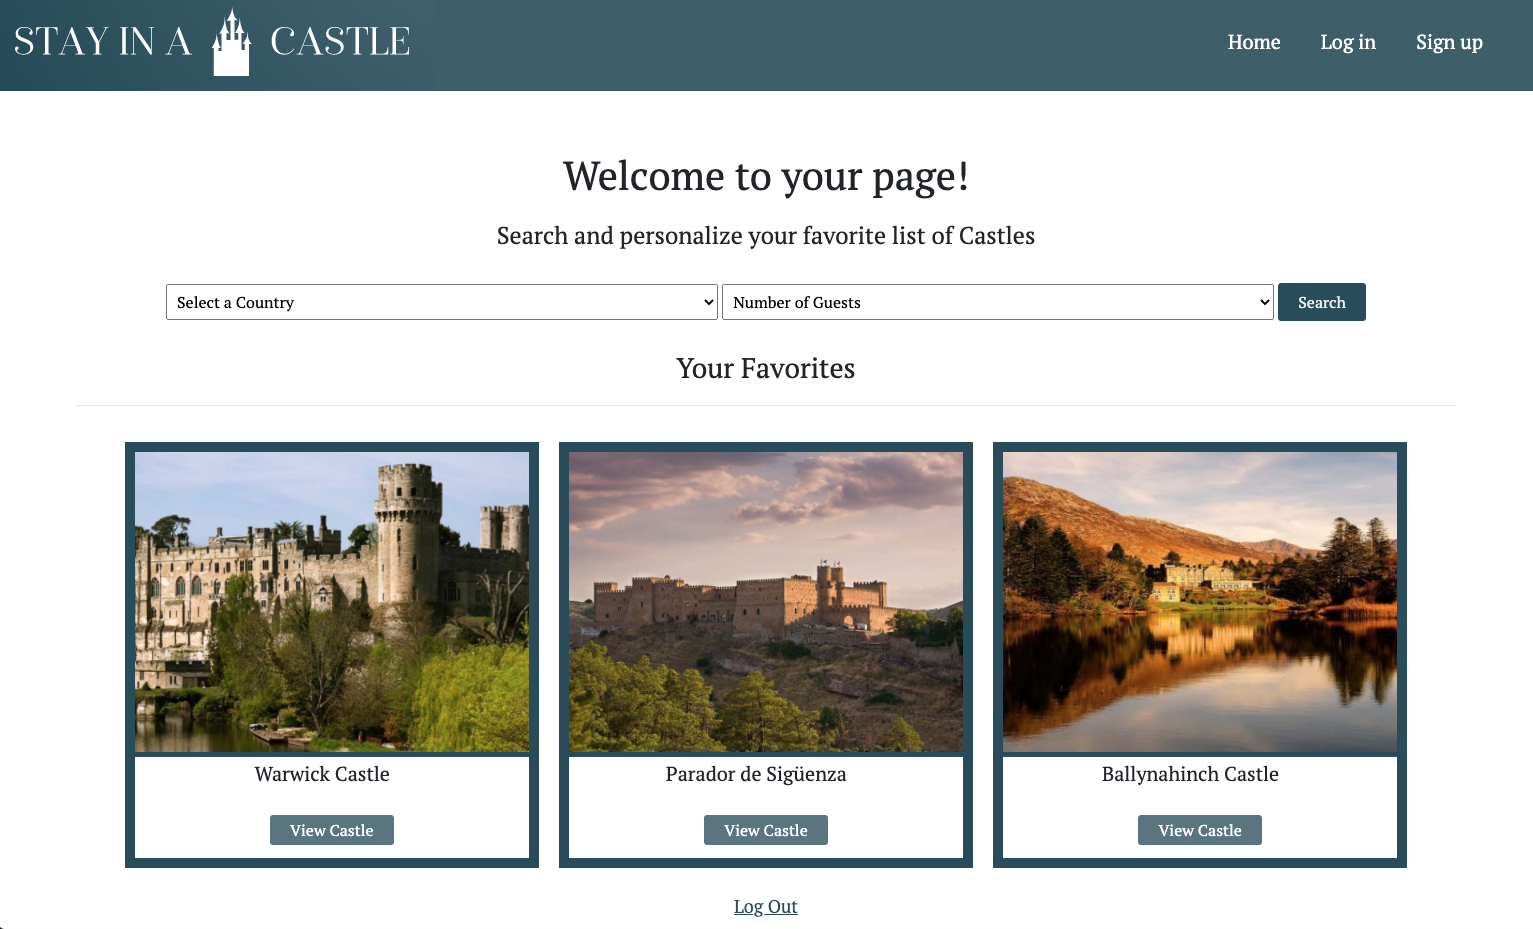 STAY IN A CASTLE
Home Log in Sign up
Welcome to your page!
Search and personalize your favorite list of Castles
Select a Country Number of Guests Search
Your Favorites
Warwick Castle Parador de Sigüenza Ballynahinch Castle
View Castle View Castle View Castle
Log Out